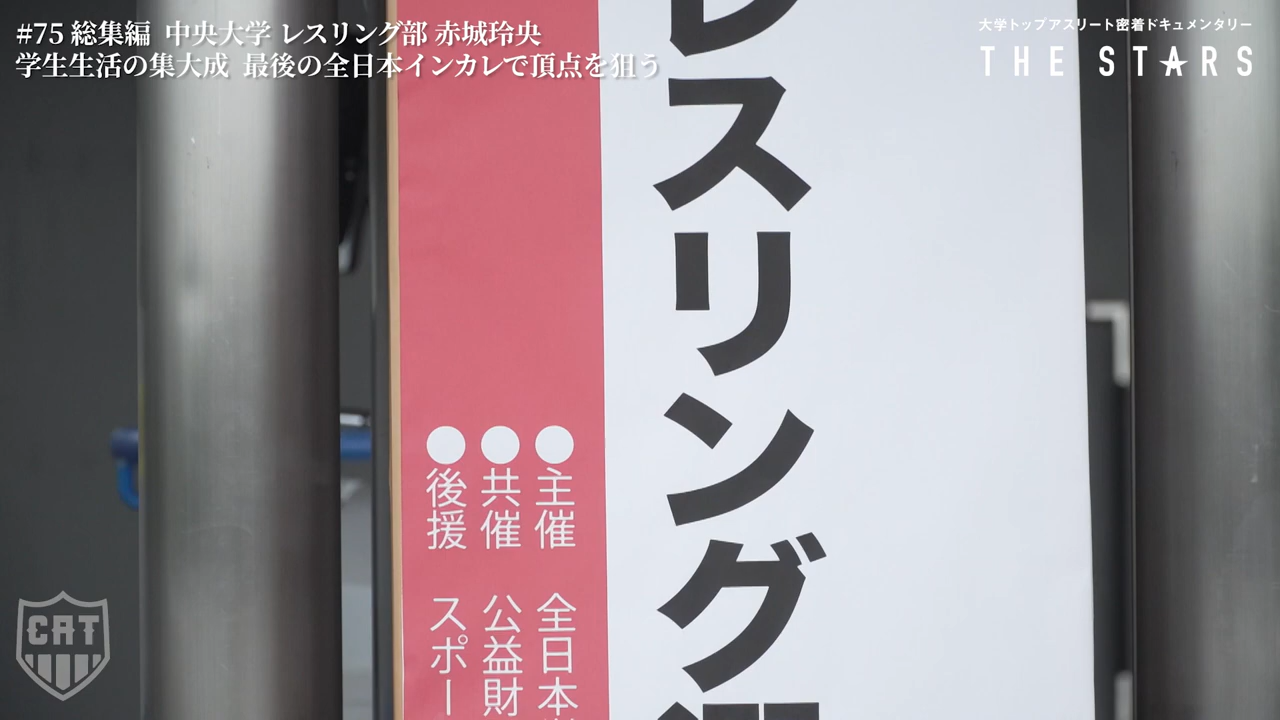 #75 総集編 中央大学 レスリング部 赤城玲央
学生生活の集大成 最後の全日本インカレで頂点を狙う
大学トップアスリート密着ドキュメンタリー
THE STARS
レスリング
●主催 全日本
●共催 公益財
●後援 スポー
CAT